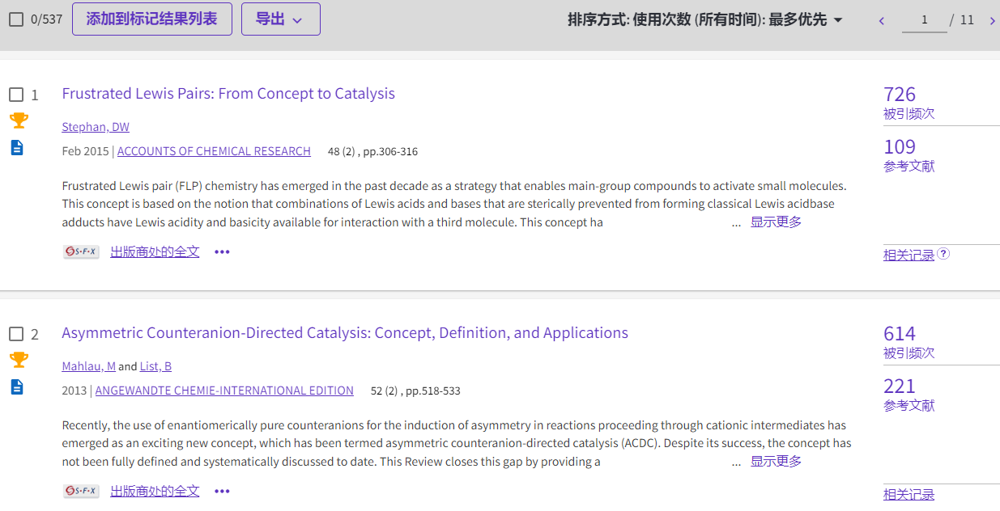 0/537 添加到标记结果列表 导出 排序方式: 使用次数 (所有时间): 最多优先 1 / 11
1 Frustrated Lewis Pairs: From Concept to Catalysis
Stephan, DW
Feb 2015 | ACCOUNTS OF CHEMICAL RESEARCH 48 (2) , pp.306-316
Frustrated Lewis pair (FLP) chemistry has emerged in the past decade as a strategy that enables main-group compounds to activate small molecules.
This concept is based on the notion that combinations of Lewis acids and bases that are sterically prevented from forming classical Lewis acidbase
adducts have Lewis acidity and basicity available for interaction with a third molecule. This concept ha ... 显示更多
S·F·X 出版商处的全文 •••
726
被引频次
109
参考文献
相关记录 ?
2 Asymmetric Counteranion-Directed Catalysis: Concept, Definition, and Applications
Mahlau, M and List, B
2013 | ANGEWANDTE CHEMIE-INTERNATIONAL EDITION 52 (2) , pp.518-533
Recently, the use of enantiomerically pure counteranions for the induction of asymmetry in reactions proceeding through cationic intermediates has
emerged as an exciting new concept, which has been termed asymmetric counteranion-directed catalysis (ACDC). Despite its success, the concept has
not been fully defined and systematically discussed to date. This Review closes this gap by providing a ... 显示更多
S·F·X 出版商处的全文 •••
614
被引频次
221
参考文献
相关记录